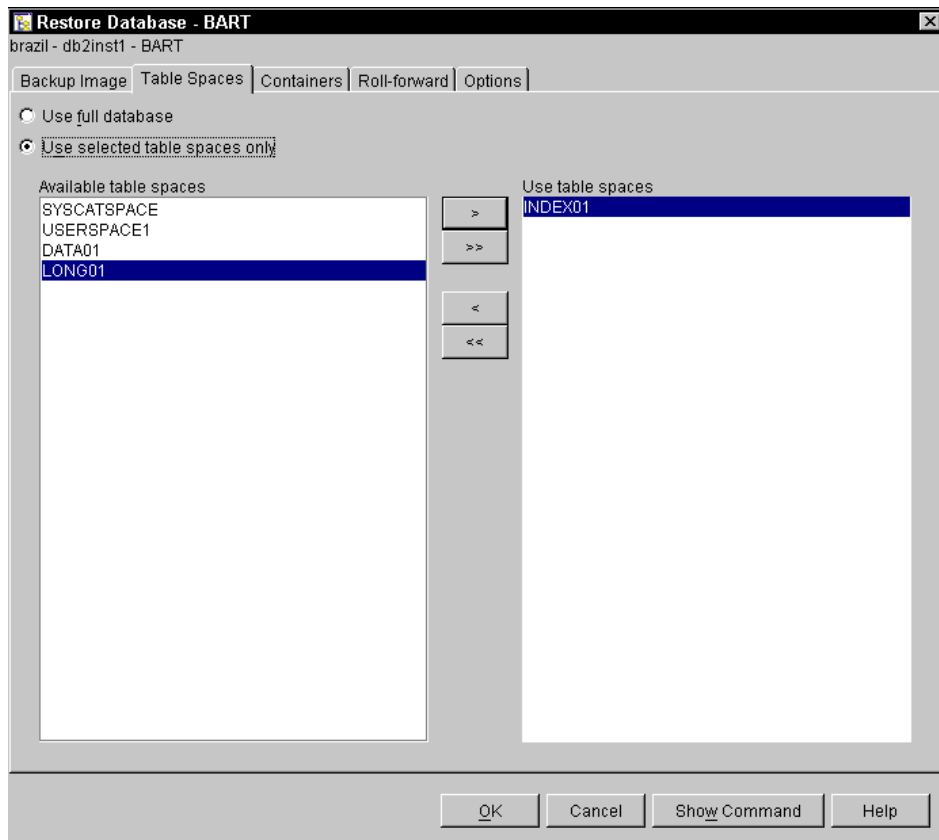 Restore Database - BART
brazil - db2inst1 - BART
Backup Image Table Spaces Containers Roll-forward Options
Use full database
Use selected table spaces only
Available table spaces
SYSCATSPACE
USERSPACE1
DATA01
LONG01
>
>>
<
<<
Use table spaces
INDEX01
OK Cancel Show Command Help